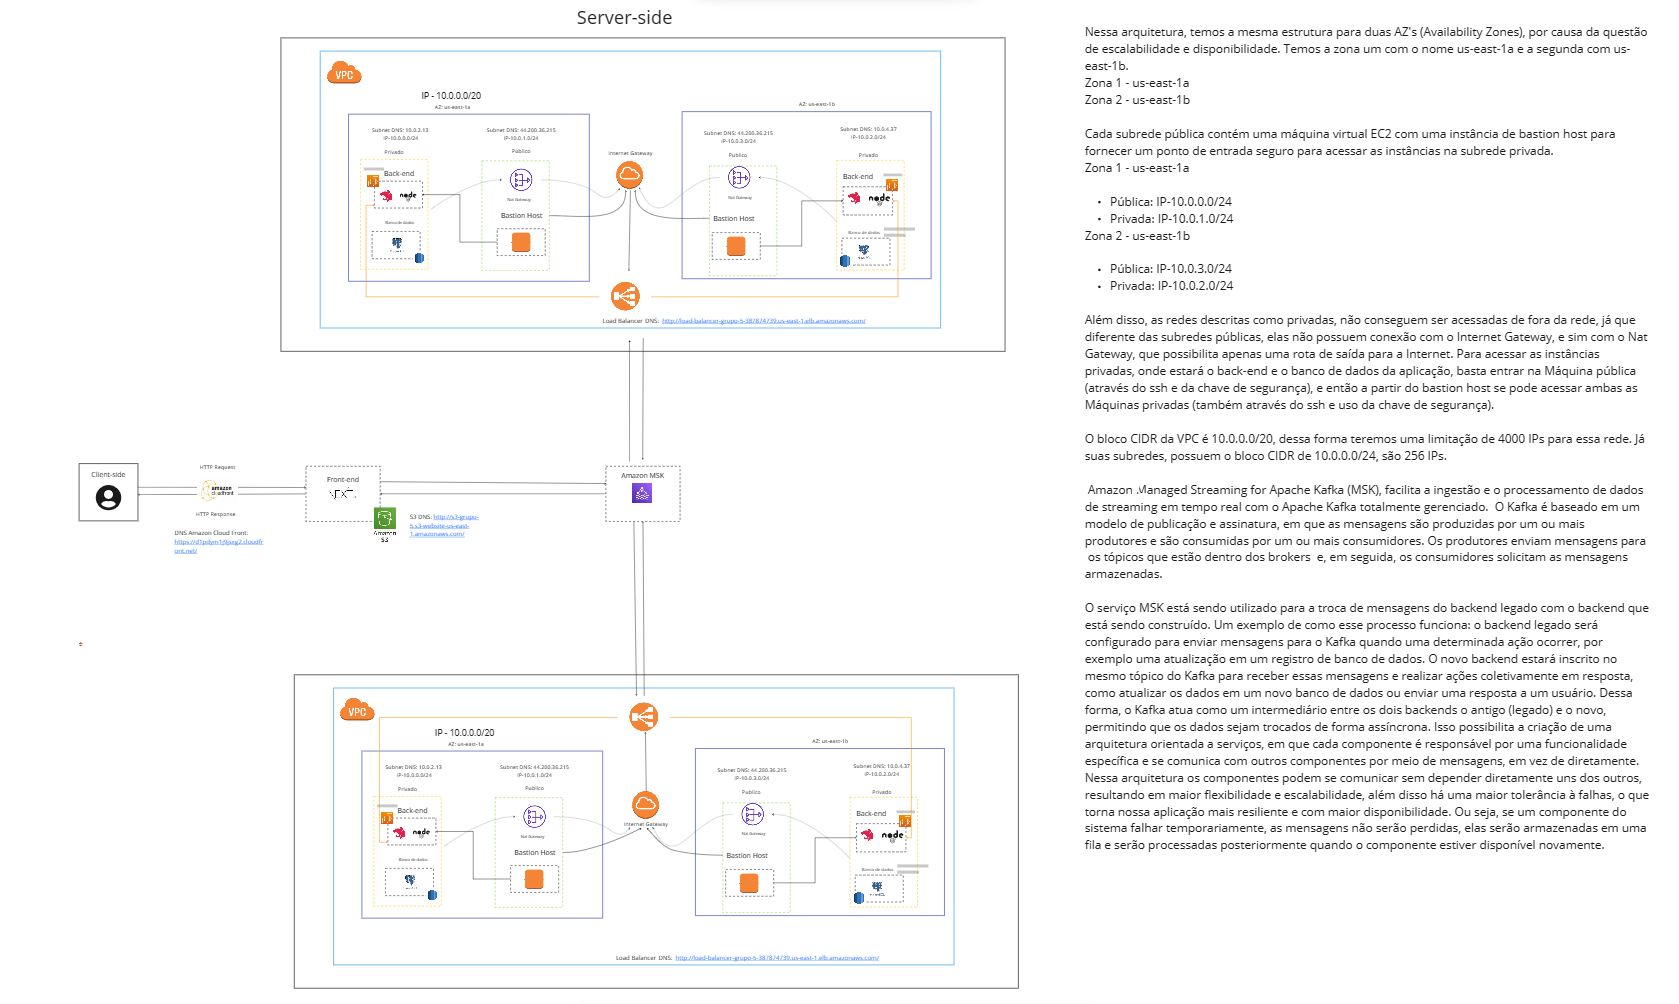 Server-side
VPC
IP - 10.0.0.0/20
AZ: us-east-1a
AZ: us-east-1b
Subnet DNS: 10.0.2.13
IP-10.0.0.0/24
Privado
Subnet DNS: 44.200.36.215
IP-10.0.1.0/24
Publico
Internet Gateway
Subnet DNS: 44.200.36.215
IP-10.0.3.0/24
Publico
Subnet DNS: 10.0.4.37
IP-10.0.2.0/24
Privado
Back-end
node
Nat Gateway
Bastion Host
Banco de dados
Nat Gateway
Bastion Host
Back-end
node
Banco de dados
Load Balancer DNS: http://load-balancer-grupo-5-387874739.us-east-1.elb.amazonaws.com/
Client-side
HTTP Request
amazon
cloudfront
HTTP Response
DNS Amazon Cloud Front:
Front-end
Amazon
S3
S3 DNS: http://s3-grupo-
5.s3-website-us-east-
1.amazonaws.com/
Amazon MSK
VPC
IP - 10.0.0.0/20
AZ: us-east-1a
AZ: us-east-1b
Subnet DNS: 10.0.2.13
IP-10.0.0.0/24
Privado
Subnet DNS: 44.200.36.215
IP-10.0.1.0/24
Publico
Internet Gateway
Subnet DNS: 44.200.36.215
IP-10.0.3.0/24
Publico
Subnet DNS: 10.0.4.37
IP-10.0.2.0/24
Privado
Back-end
node
Nat Gateway
Bastion Host
Banco de dados
Nat Gateway
Bastion Host
Back-end
node
Banco de dados
Load Balancer DNS: http://load-balancer-grupo-5-387874739.us-east-1.elb.amazonaws.com/
Nessa arquitetura, temos a mesma estrutura para duas AZ's (Availability Zones), por causa da questão
de escalabilidade e disponibilidade. Temos a zona um com o nome us-east-1a e a segunda com us-
east-1b.
Zona 1 - us-east-1a
Zona 2 - us-east-1b
Cada subrede pública contém uma máquina virtual EC2 com uma instância de bastion host para
fornecer um ponto de entrada seguro para acessar as instâncias na subrede privada.
Zona 1 - us-east-1a
• Pública: IP-10.0.0.0/24
• Privada: IP-10.0.1.0/24
Zona 2 - us-east-1b
• Pública: IP-10.0.3.0/24
• Privada: IP-10.0.2.0/24
Além disso, as redes descritas como privadas, não conseguem ser acessadas de fora da rede, já que
diferente das subredes públicas, elas não possuem conexão com o Internet Gateway, e sim com o Nat
Gateway, que possibilita apenas uma rota de saída para a Internet. Para acessar as instâncias
privadas, onde estará o back-end e o banco de dados da aplicação, basta entrar na Máquina pública
(através do ssh e da chave de segurança), e então a partir do bastion host se pode acessar ambas as
Máquinas privadas (também através do ssh e uso da chave de segurança).
O bloco CIDR da VPC é 10.0.0.0/20, dessa forma teremos uma limitação de 4000 IPs para essa rede. Já
suas subredes, possuem o bloco CIDR de 10.0.0.0/24, são 256 IPs.
Amazon Managed Streaming for Apache Kafka (MSK), facilita a ingestão e o processamento de dados
de streaming em tempo real com o Apache Kafka totalmente gerenciado. O Kafka é baseado em um
modelo de publicação e assinatura, em que as mensagens são produzidas por um ou mais
produtores e são consumidas por um ou mais consumidores. Os produtores enviam mensagens para
os tópicos que estão dentro dos brokers e, em seguida, os consumidores solicitam as mensagens
armazenadas.
O serviço MSK está sendo utilizado para a troca de mensagens do backend legado com o backend que
está sendo construído. Um exemplo de como esse processo funciona: o backend legado será
configurado para enviar mensagens para o Kafka quando uma determinada ação ocorrer, por
exemplo uma atualização em um registro de banco de dados. O novo backend estará inscrito no
mesmo tópico do Kafka para receber essas mensagens e realizar ações coletivamente em resposta,
como atualizar os dados em um novo banco de dados ou enviar uma resposta a um usuário. Dessa
forma, o Kafka atua como um intermediário entre os dois backends o antigo (legado) e o novo,
permitindo que os dados sejam trocados de forma assíncrona. Isso possibilita a criação de uma
arquitetura orientada a serviços, em que cada componente é responsável por uma funcionalidade
específica e se comunica com outros componentes por meio de mensagens, em vez de diretamente.
Nessa arquitetura os componentes podem se comunicar sem depender diretamente uns dos outros,
resultando em maior flexibilidade e escalabilidade, além disso há uma maior tolerância à falhas, o que
torna nossa aplicação mais resiliente e com maior disponibilidade. Ou seja, se um componente do
sistema falhar temporariamente, as mensagens não serão perdidas, elas serão armazenadas em uma
fila e serão processadas posteriormente quando o componente estiver disponível novamente.